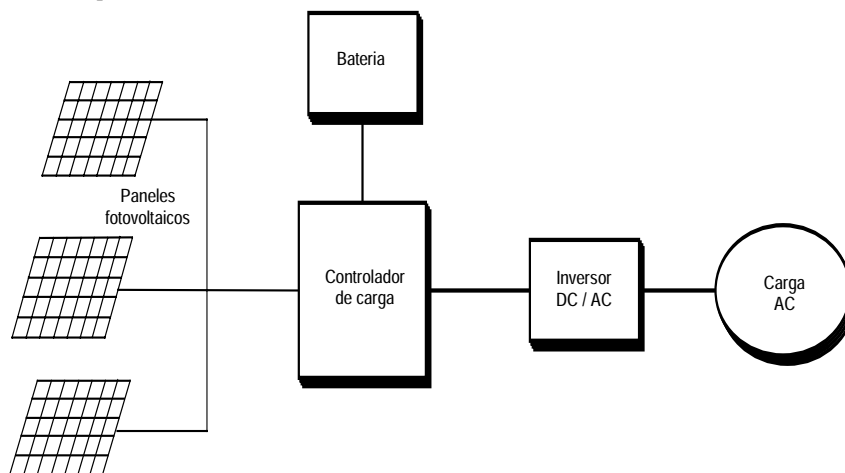 Bateria
Paneles
fotovoltaicos
Controlador
de carga
Inversor
DC / AC
Carga
AC